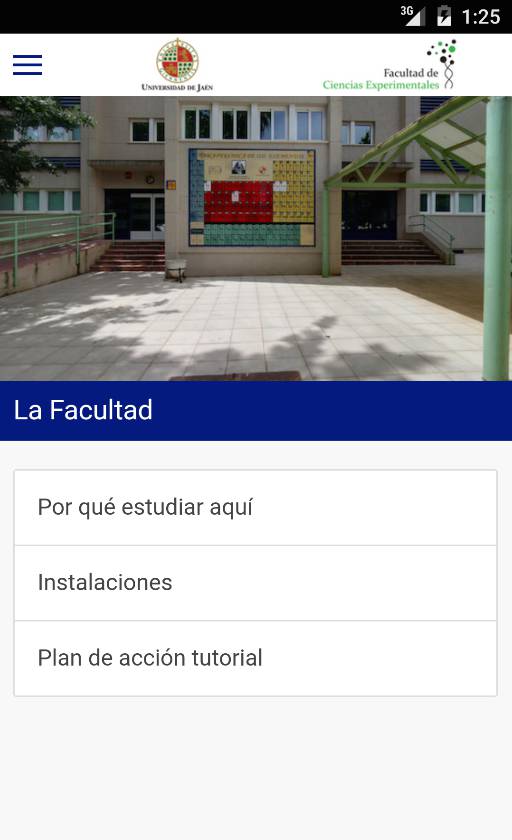 3G
1:25
UNIVERSIDAD DE JAÉN
Facultad de
Ciencias Experimentales
La Facultad
Por qué estudiar aquí
Instalaciones
Plan de acción tutorial